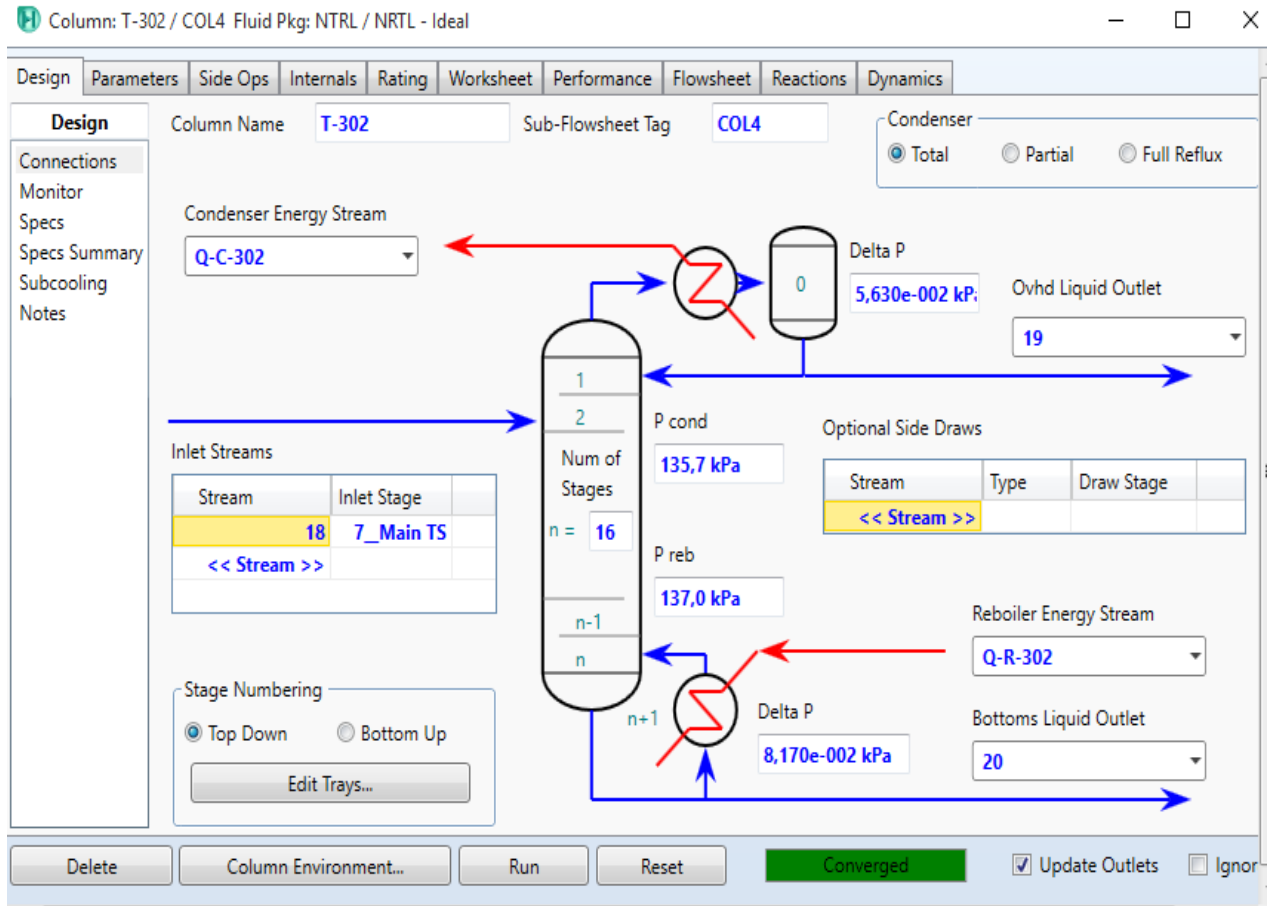 Column: T-302 / COL4 Fluid Pkg: NTRL / NRTL - Ideal
Design Parameters Side Ops Internals Rating Worksheet Performance Flowsheet Reactions Dynamics
Design
Connections
Monitor
Specs
Specs Summary
Subcooling
Notes
Column Name T-302 Sub-Flowsheet Tag COL4
Condenser
Total Partial Full Reflux
Condenser Energy Stream
Q-C-302
0
Delta P
5,630e-002 kPa
Ovhd Liquid Outlet
19
1
2
Num of
Stages
n = 16
n-1
n
n+1
P cond
135,7 kPa
P reb
137,0 kPa
Inlet Streams
Stream Inlet Stage
18 7__Main TS
<< Stream >>
Optional Side Draws
Stream Type Draw Stage
<< Stream >>
Stage Numbering
Top Down Bottom Up
Edit Trays...
Delta P
8,170e-002 kPa
Reboiler Energy Stream
Q-R-302
Bottoms Liquid Outlet
20
Delete Column Environment... Run Reset Converged Update Outlets Ignor